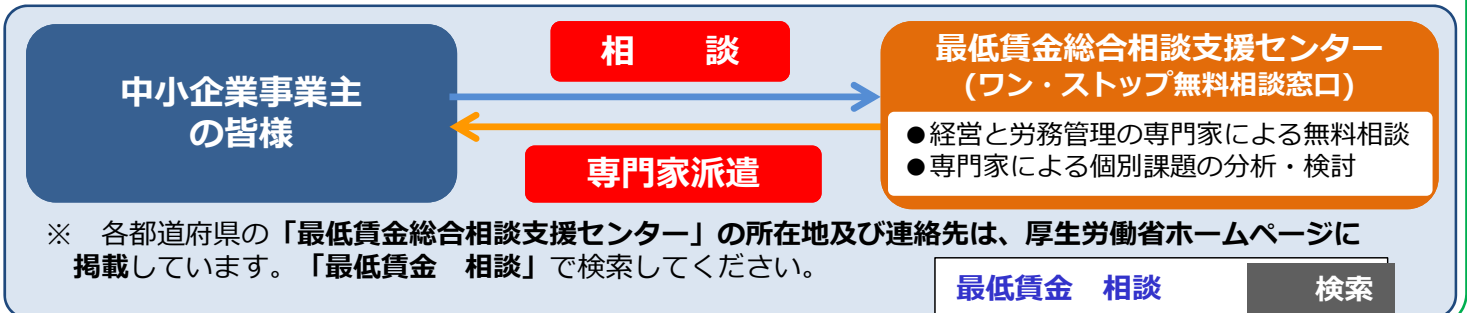 中小企業事業主
の皆様
相　　談
専門家派遣
最低賃金総合相談支援センター
(ワン・ストップ無料相談窓口)
●経営と労務管理の専門家による無料相談
●専門家による個別課題の分析・検討
※　各都道府県の「最低賃金総合相談支援センター」の所在地及び連絡先は、厚生労働省ホームページに
掲載しています。「最低賃金　相談」で検索してください。
最低賃金　相談　　検索